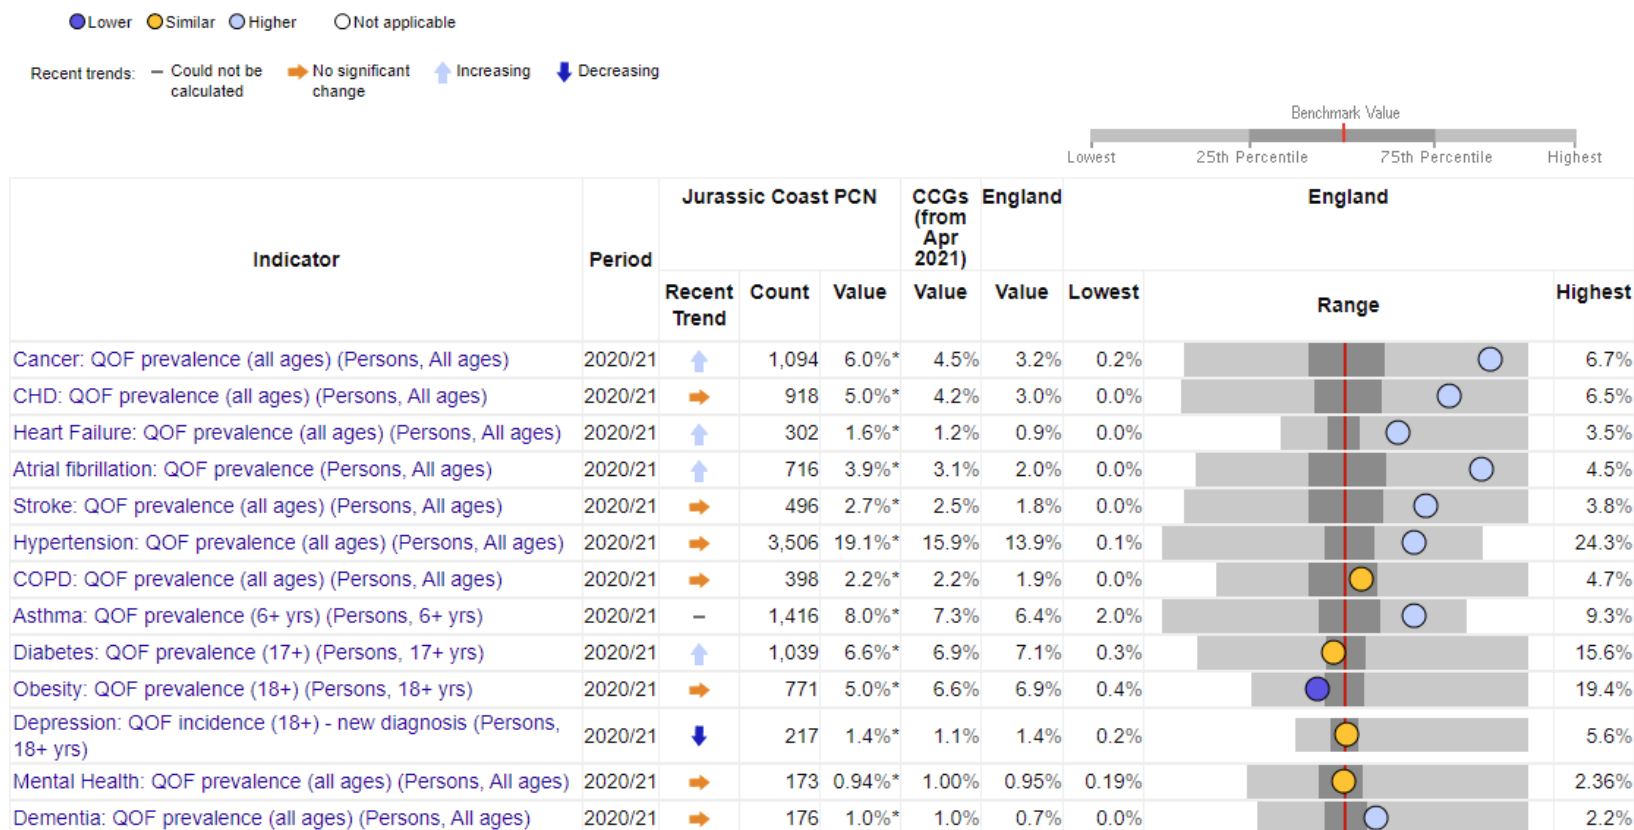 Lower Similar Higher Not applicable
Recent trends: – Could not be calculated No significant change Increasing Decreasing
Benchmark Value
Lowest 25th Percentile 75th Percentile Highest
Indicator Period Jurassic Coast PCN CCGs (from Apr 2021) England England
Recent Trend Count Value Value Value Lowest Range Highest
Cancer: QOF prevalence (all ages) (Persons, All ages) 2020/21 1,094 6.0%* 4.5% 3.2% 0.2% 6.7%
CHD: QOF prevalence (all ages) (Persons, All ages) 2020/21 918 5.0%* 4.2% 3.0% 0.0% 6.5%
Heart Failure: QOF prevalence (all ages) (Persons, All ages) 2020/21 302 1.6%* 1.2% 0.9% 0.0% 3.5%
Atrial fibrillation: QOF prevalence (Persons, All ages) 2020/21 716 3.9%* 3.1% 2.0% 0.0% 4.5%
Stroke: QOF prevalence (all ages) (Persons, All ages) 2020/21 496 2.7%* 2.5% 1.8% 0.0% 3.8%
Hypertension: QOF prevalence (all ages) (Persons, All ages) 2020/21 3,506 19.1%* 15.9% 13.9% 0.1% 24.3%
COPD: QOF prevalence (all ages) (Persons, All ages) 2020/21 398 2.2%* 2.2% 1.9% 0.0% 4.7%
Asthma: QOF prevalence (6+ yrs) (Persons, 6+ yrs) 2020/21 – 1,416 8.0%* 7.3% 6.4% 2.0% 9.3%
Diabetes: QOF prevalence (17+) (Persons, 17+ yrs) 2020/21 1,039 6.6%* 6.9% 7.1% 0.3% 15.6%
Obesity: QOF prevalence (18+) (Persons, 18+ yrs) 2020/21 771 5.0%* 6.6% 6.9% 0.4% 19.4%
Depression: QOF incidence (18+) - new diagnosis (Persons,
18+ yrs) 2020/21 217 1.4%* 1.1% 1.4% 0.2% 5.6%
Mental Health: QOF prevalence (all ages) (Persons, All ages) 2020/21 173 0.94%* 1.00% 0.95% 0.19% 2.36%
Dementia: QOF prevalence (all ages) (Persons, All ages) 2020/21 176 1.0%* 1.0% 0.7% 0.0% 2.2%